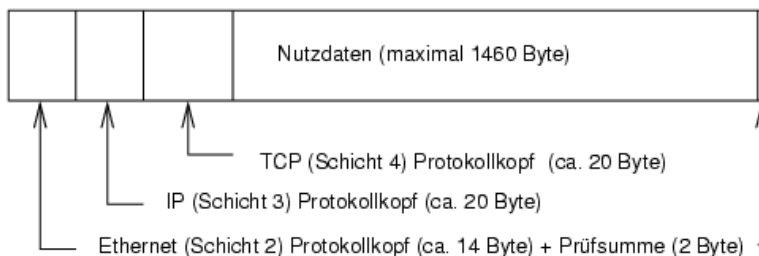 Nutzdaten (maximal 1460 Byte)
TCP (Schicht 4) Protokollkopf (ca. 20 Byte)
IP (Schicht 3) Protokollkopf (ca. 20 Byte)
Ethernet (Schicht 2) Protokollkopf (ca. 14 Byte) + Prüfsumme (2 Byte)